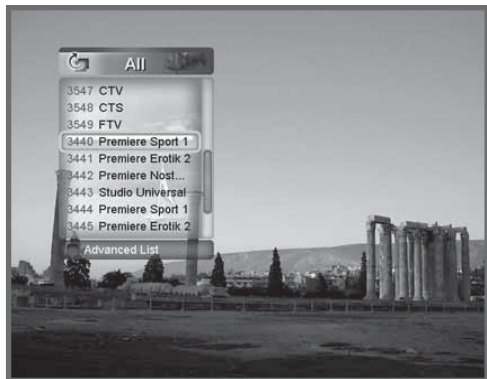 All
3547 CTV
3548 CTS
3549 FTV
3440 Premiere Sport 1
3441 Premiere Erotik 2
3442 Premiere Nost...
3443 Studio Universal
3444 Premiere Sport 1
3445 Premiere Erotik 2
Advanced List